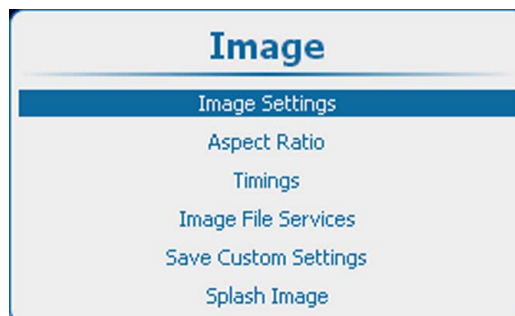 Image
Image Settings
Aspect Ratio
Timings
Image File Services
Save Custom Settings
Splash Image